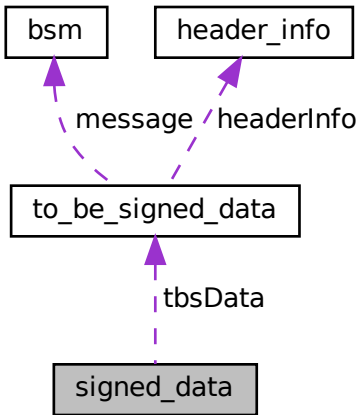 bsm
header_info
message
headerInfo
to_be_signed_data
tbsData
signed_data